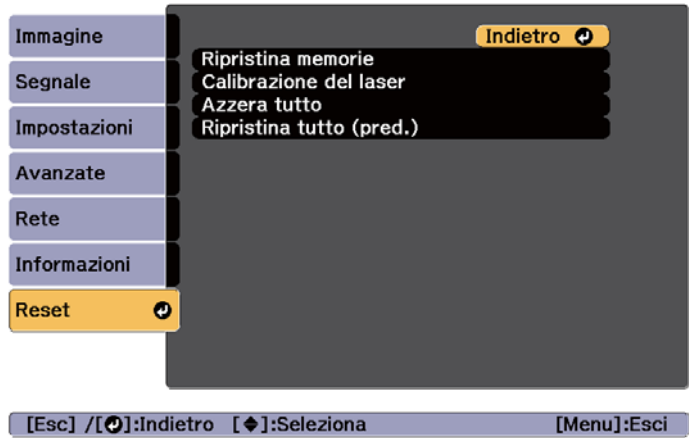 Immagine
Segnale
Impostazioni
Avanzate
Rete
Informazioni
Reset
Indietro
Ripristina memorie
Calibrazione del laser
Azzera tutto
Ripristina tutto (pred.)
[Esc] /[⏎]:Indietro [◆]:Seleziona [Menu]:Esci